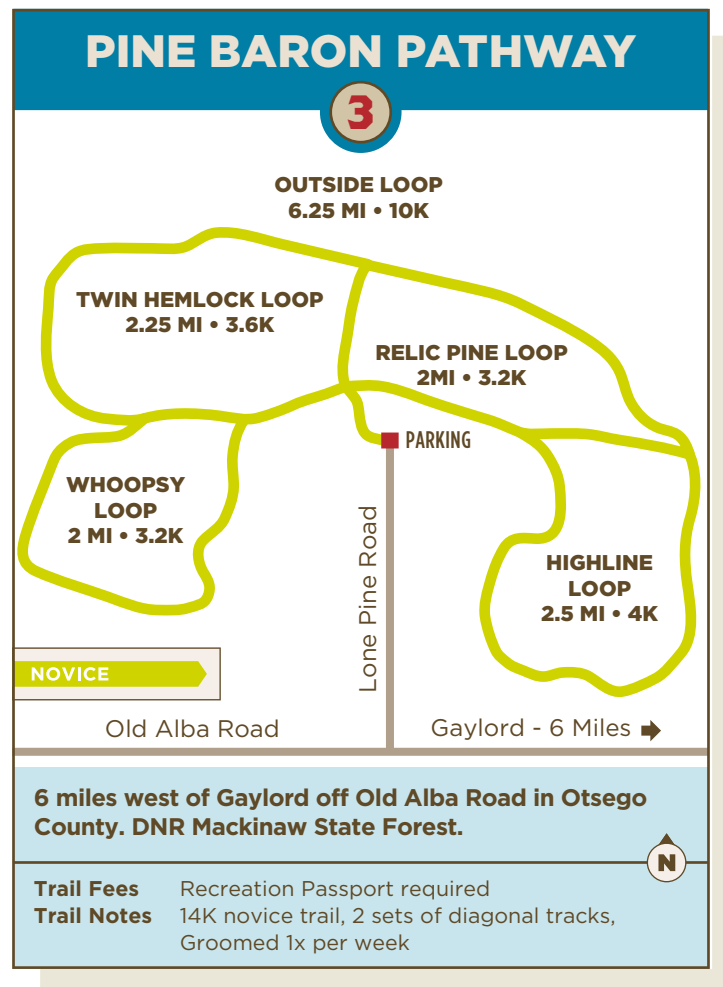 PINE BARON PATHWAY
3
OUTSIDE LOOP
6.25 MI • 10K
TWIN HEMLOCK LOOP
2.25 MI • 3.6K
RELIC PINE LOOP
2MI • 3.2K
PARKING
WHOOPSY
LOOP
2 MI • 3.2K
Lone Pine Road
HIGHLINE
LOOP
2.5 MI • 4K
NOVICE
Old Alba Road
Gaylord - 6 Miles
6 miles west of Gaylord off Old Alba Road in Otsego
County. DNR Mackinaw State Forest.
N
Trail Fees Recreation Passport required
Trail Notes 14K novice trail, 2 sets of diagonal tracks,
Groomed 1x per week